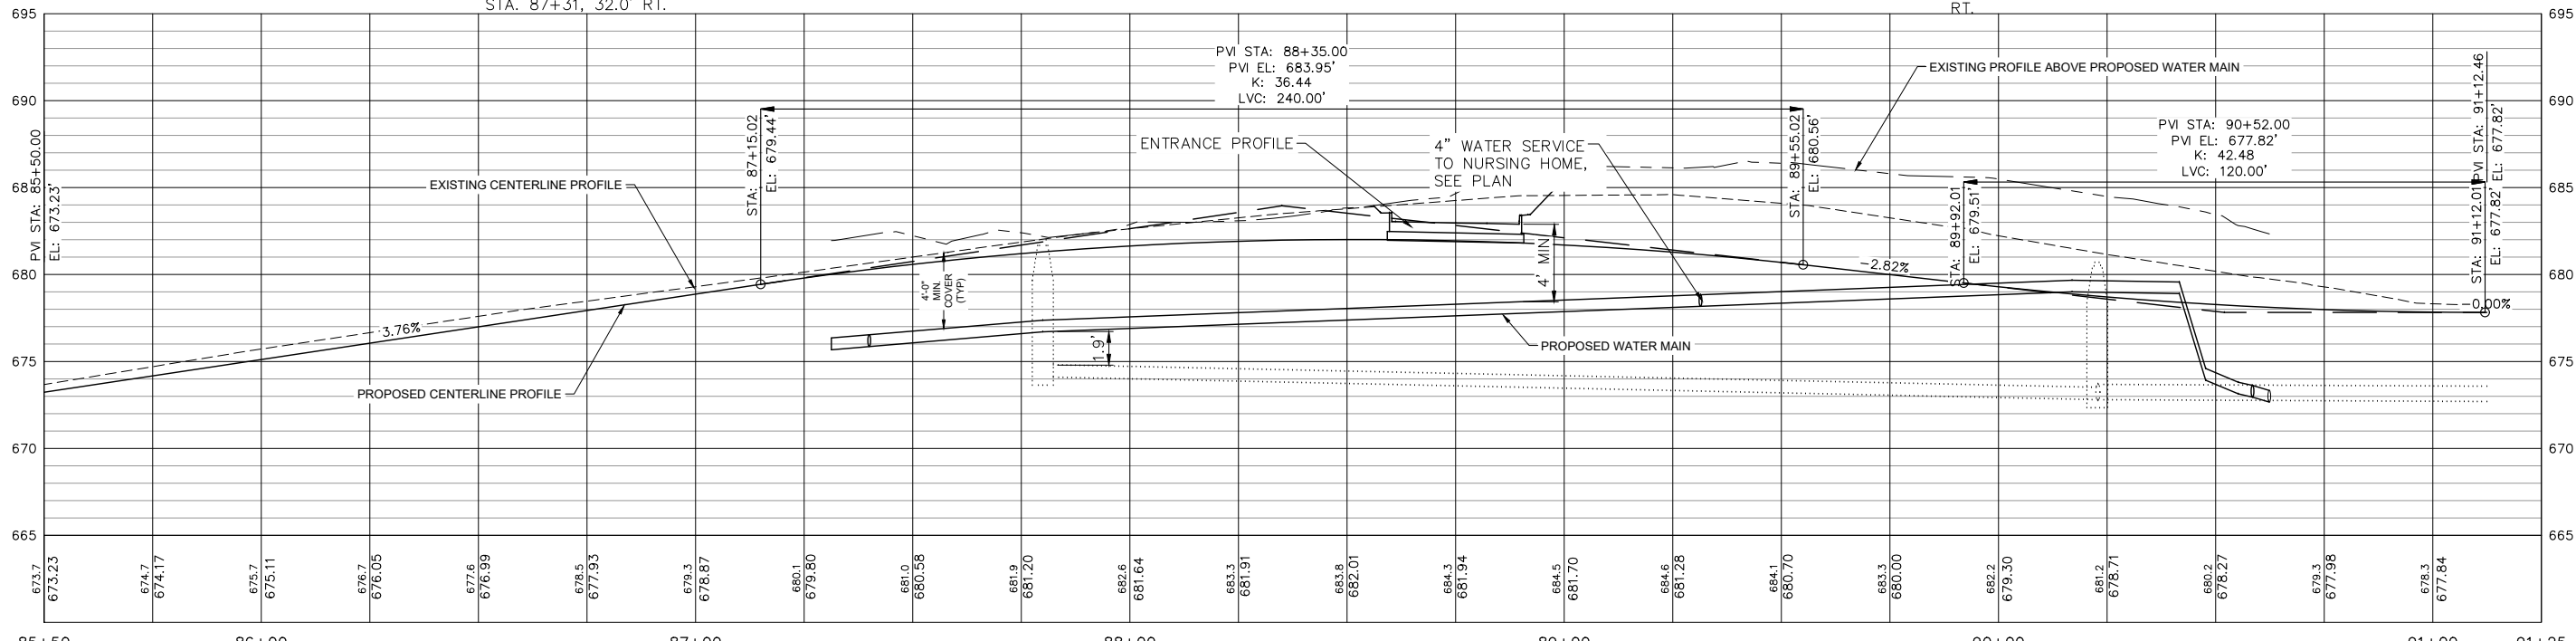 STA. 87+31, 32.0' RT.
RT.
695
695
690
690
685
685
680
680
675
675
670
670
665
665
PVI STA: 85+50.00
EL: 673.23'
EXISTING CENTERLINE PROFILE
3.76%
PROPOSED CENTERLINE PROFILE
STA: 87+15.02
EL: 679.44'
PVI STA: 88+35.00
PVI EL: 683.95'
K: 36.44
LVC: 240.00'
4'-0"
MIN.
COVER
(TYP)
1.9'
ENTRANCE PROFILE
4" WATER SERVICE
TO NURSING HOME,
SEE PLAN
4' MIN
PROPOSED WATER MAIN
STA: 89+55.02
EL: 680.56'
-2.82%
EXISTING PROFILE ABOVE PROPOSED WATER MAIN
STA: 89+92.01
EL: 679.51'
PVI STA: 90+52.00
PVI EL: 677.82'
K: 42.48
LVC: 120.00'
STA: 91+12.01
EL: 677.82'
PVI STA: 91+12.46
EL: 677.82'
0.00%
673.7
673.23
674.7
674.17
675.7
675.11
676.7
676.05
677.6
676.99
678.5
677.93
679.3
678.87
680.1
679.80
681.0
680.58
681.9
681.20
682.6
681.64
683.3
681.91
683.8
682.01
684.3
681.94
684.5
681.70
684.6
681.28
684.1
680.70
683.3
680.00
682.2
679.30
681.2
678.71
680.2
678.27
679.3
677.98
678.3
677.84
85+50
86+00
87+00
88+00
89+00
90+00
91+00
91+25